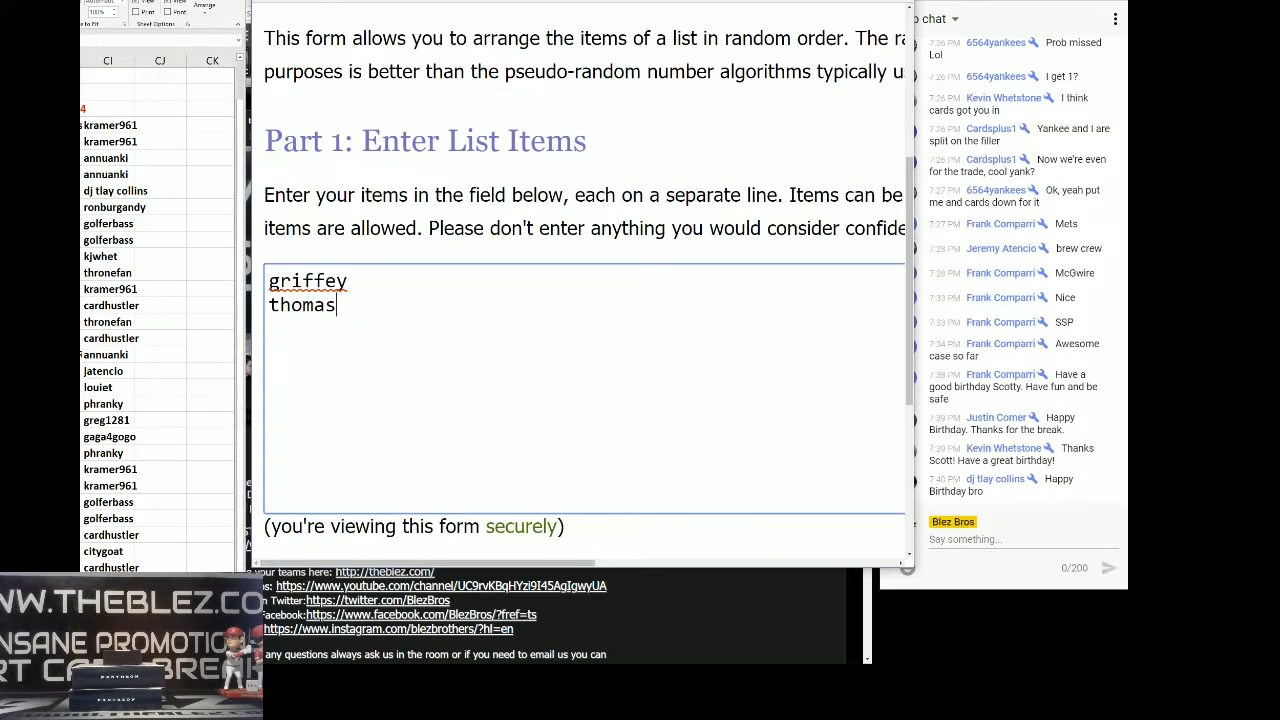 100%
Print
Print
Arrange
Sheet Options
CI CJ CK
4
kramer961
kramer961
annuanki
annuanki
dj tlay collins
ronburgandy
golferbass
golferbass
kjwhet
thronefan
kramer961
cardhustler
thronefan
cardhustler
annuanki
jatencio
louiet
phranky
greg1281
gaga4gogo
phranky
kramer961
kramer961
golferbass
golferbass
cardhustler
citygoat
cardhustler
This form allows you to arrange the items of a list in random order. The ra
purposes is better than the pseudo-random number algorithms typically u
Part 1: Enter List Items
Enter your items in the field below, each on a separate line. Items can be
items are allowed. Please don't enter anything you would consider confide
griffey
thomas
(you're viewing this form securely)
your teams here: http://theblez.com/
https://www.youtube.com/channel/UC9rvKBqHYzi9I45AgIgwyUA
n Twitter:https://twitter.com/BlezBros
Facebook:https://www.facebook.com/BlezBros/?fref=ts
https://www.instagram.com/blezbrothers/?hl=en
any questions always ask us in the room or if you need to email us you can
chat
7:26 PM 6564yankees Prob missed
Lol
7:26 PM 6564yankees I get 1?
7:26 PM Kevin Whetstone I think
cards got you in
7:26 PM Cardsplus1 Yankee and I are
split on the filler
7:26 PM Cardsplus1 Now we're even
for the trade, cool yank?
7:27 PM 6564yankees Ok, yeah put
me and cards down for it
7:27 PM Frank Comparri Mets
7:28 PM Jeremy Atencio brew crew
7:28 PM Frank Comparri McGwire
7:33 PM Frank Comparri Nice
7:33 PM Frank Comparri SSP
7:34 PM Frank Comparri Awesome
case so far
7:38 PM Frank Comparri Have a
good birthday Scotty. Have fun and be
safe
7:39 PM Justin Comer Happy
Birthday. Thanks for the break.
7:39 PM Kevin Whetstone Thanks
Scott! Have a great birthday!
7:40 PM dj tlay collins Happy
Birthday bro
Blez Bros
Say something...
0/200
WW.THEBLEZ.CO
NSANE PROMOTIO
RT CA BREAK
PANTHEON
PANTHEON